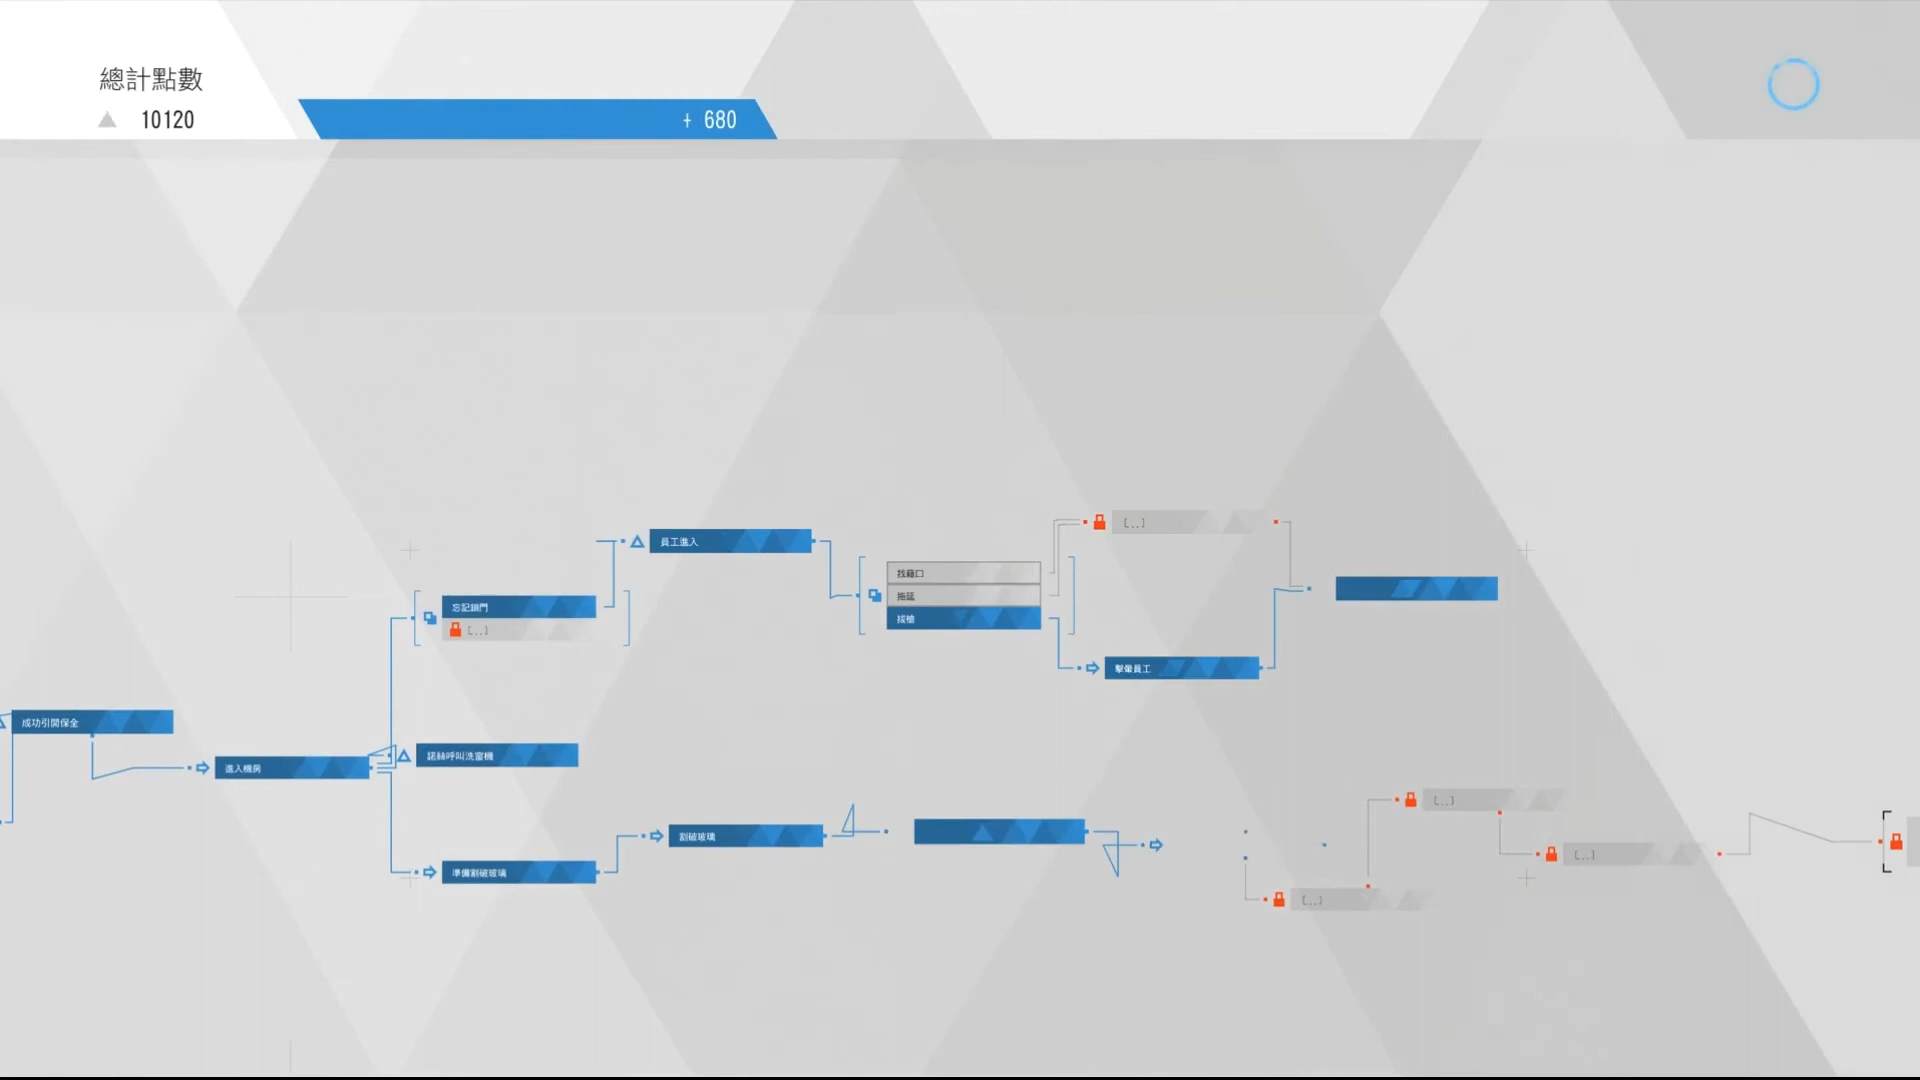 總計點數
10120
+ 680
[...]
員工進入
找藉口
拖延
拔槍
忘記鎖門
[...]
擊暈員工
成功引開保全
進入機房
諾絲呼叫洗窗機
[...]
割破玻璃
[...]
準備割破玻璃
[...]